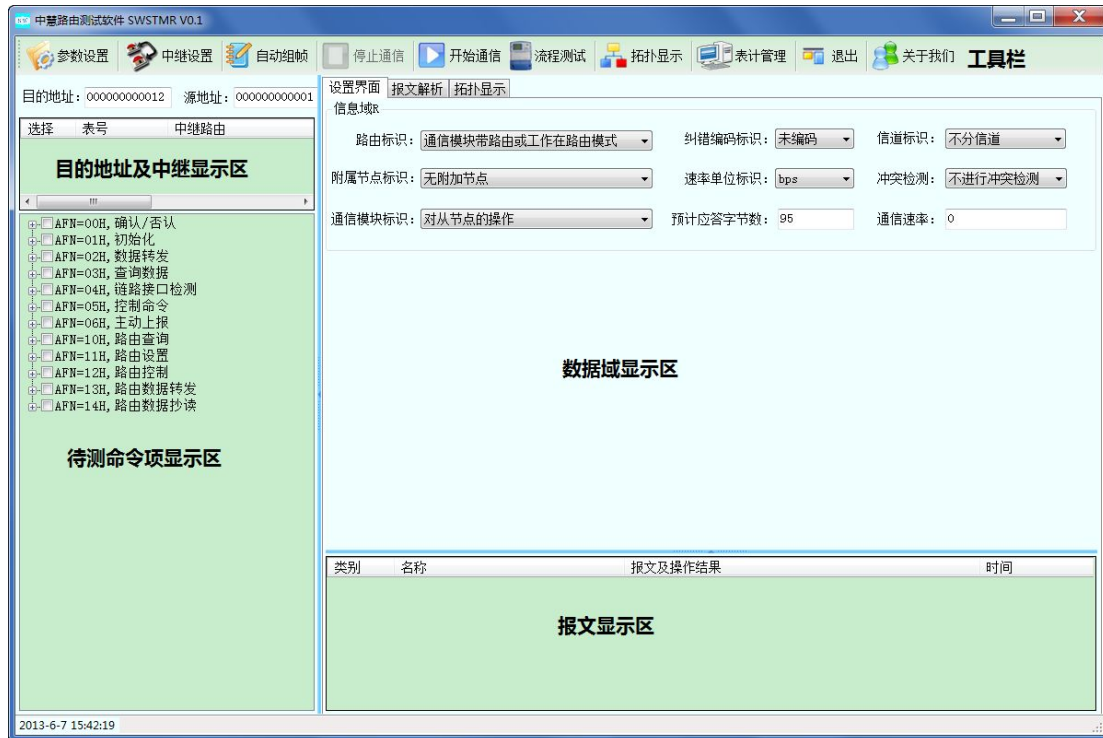 中慧路由测试软件 SWSTMR V0.1
参数设置 中继设置 自动组帧 停止通信 开始通信 流程测试 拓扑显示 表计管理 退出 关于我们 工具栏
目的地址: 000000000012 源地址: 000000000001
选择 表号 中继路由
目的地址及中继显示区
AFN=00H, 确认/否认
AFN=01H, 初始化
AFN=02H, 数据转发
AFN=03H, 查询数据
AFN=04H, 链路接口检测
AFN=05H, 控制命令
AFN=06H, 主动上报
AFN=10H, 路由查询
AFN=11H, 路由设置
AFN=12H, 路由控制
AFN=13H, 路由数据转发
AFN=14H, 路由数据抄读
待测命令项显示区
设置界面 报文解析 拓扑显示
信息域R
路由标识: 通信模块带路由或工作在路由模式 纠错编码标识: 未编码 信道标识: 不分信道
附属节点标识: 无附加节点 速率单位标识: bps 冲突检测: 不进行冲突检测
通信模块标识: 对从节点的操作 预计应答字节数: 95 通信速率: 0
数据域显示区
类别 名称 报文及操作结果 时间
报文显示区
2013-6-7 15:42:19